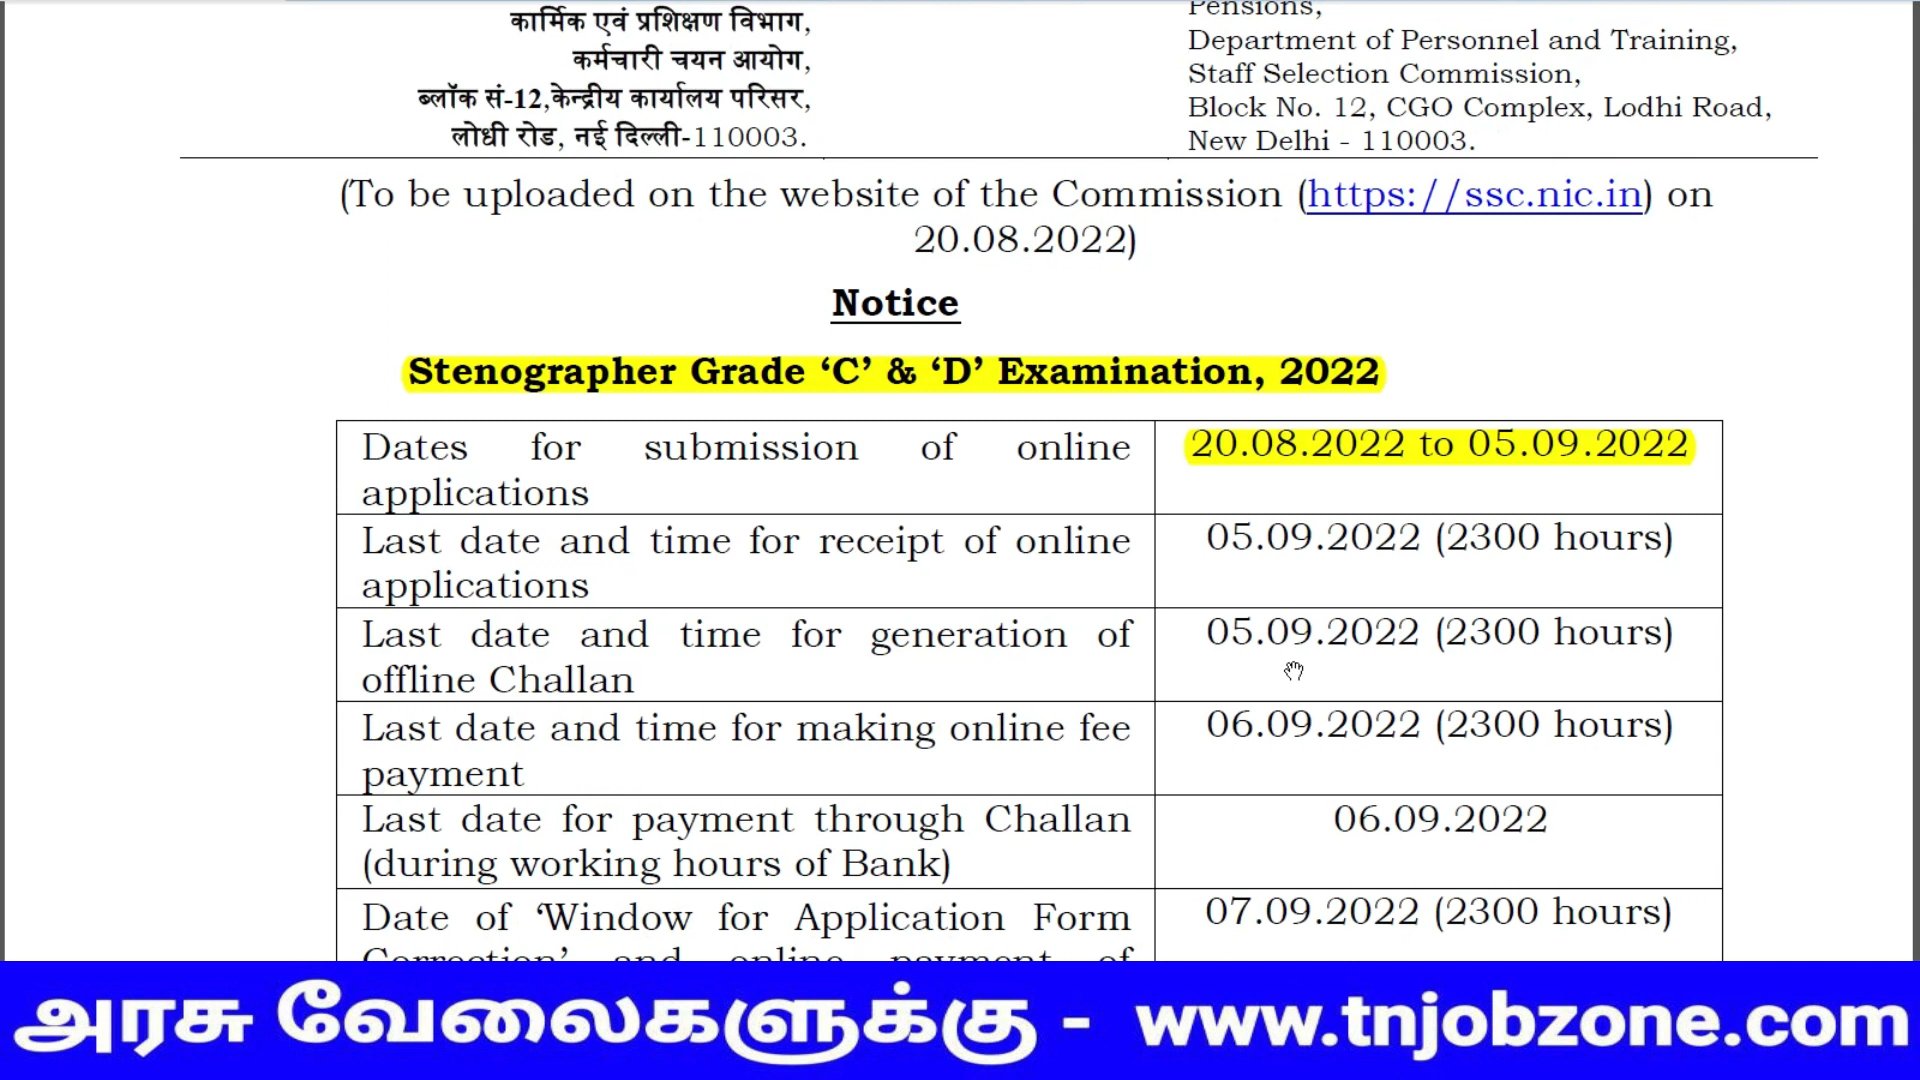 कार्मिक एवं प्रशिक्षण विभाग,
कर्मचारी चयन आयोग,
ब्लॉक सं-12,केन्द्रीय कार्यालय परिसर,
लोधी रोड, नई दिल्ली-110003.
Pensions,
Department of Personnel and Training,
Staff Selection Commission,
Block No. 12, CGO Complex, Lodhi Road,
New Delhi - 110003.
(To be uploaded on the website of the Commission (https://ssc.nic.in) on
20.08.2022)
Notice
Stenographer Grade ‘C’ & ‘D’ Examination, 2022
Dates for submission of online
applications
20.08.2022 to 05.09.2022
Last date and time for receipt of online
applications
05.09.2022 (2300 hours)
Last date and time for generation of
offline Challan
05.09.2022 (2300 hours)
Last date and time for making online fee
payment
06.09.2022 (2300 hours)
Last date for payment through Challan
(during working hours of Bank)
06.09.2022
Date of ‘Window for Application Form
Correction’ and online payment of
07.09.2022 (2300 hours)
அரசு வேலைகளுக்கு - www.tnjobzone.com